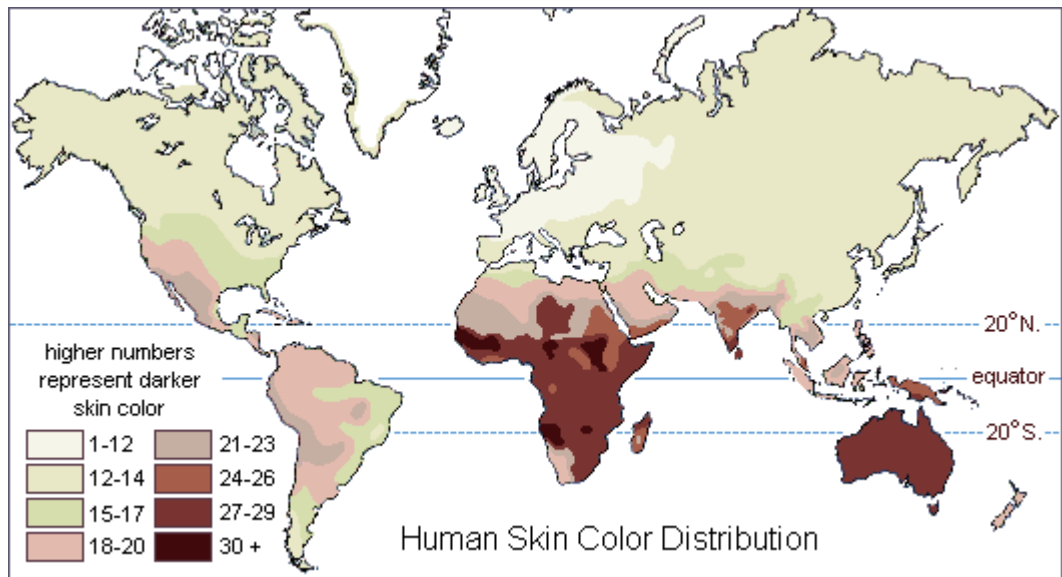 20°N.
higher numbers
represent darker
skin color
equator
1-12
21-23
20°S.
12-14
24-26
15-17
27-29
18-20
30 +
Human Skin Color Distribution